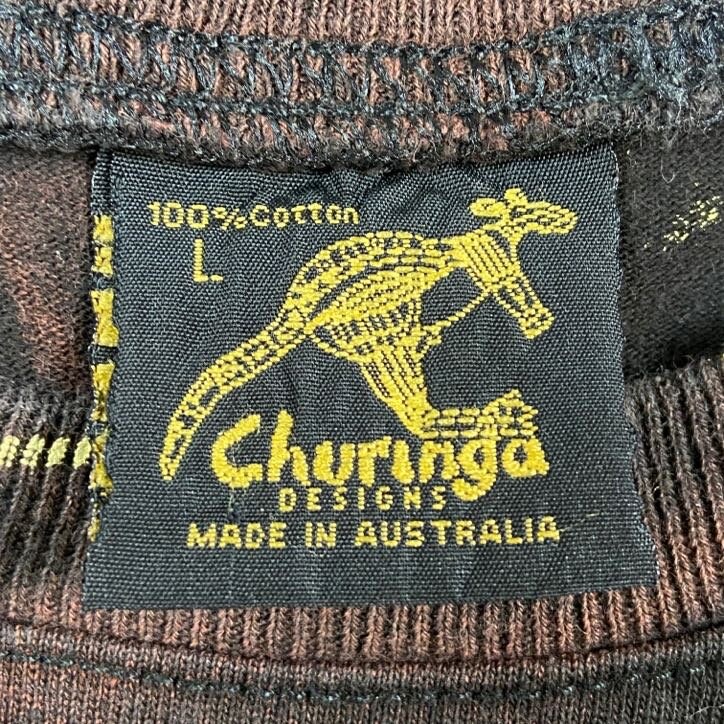 100% Cotton
L
Churinga
DESIGNS
MADE IN AUSTRALIA